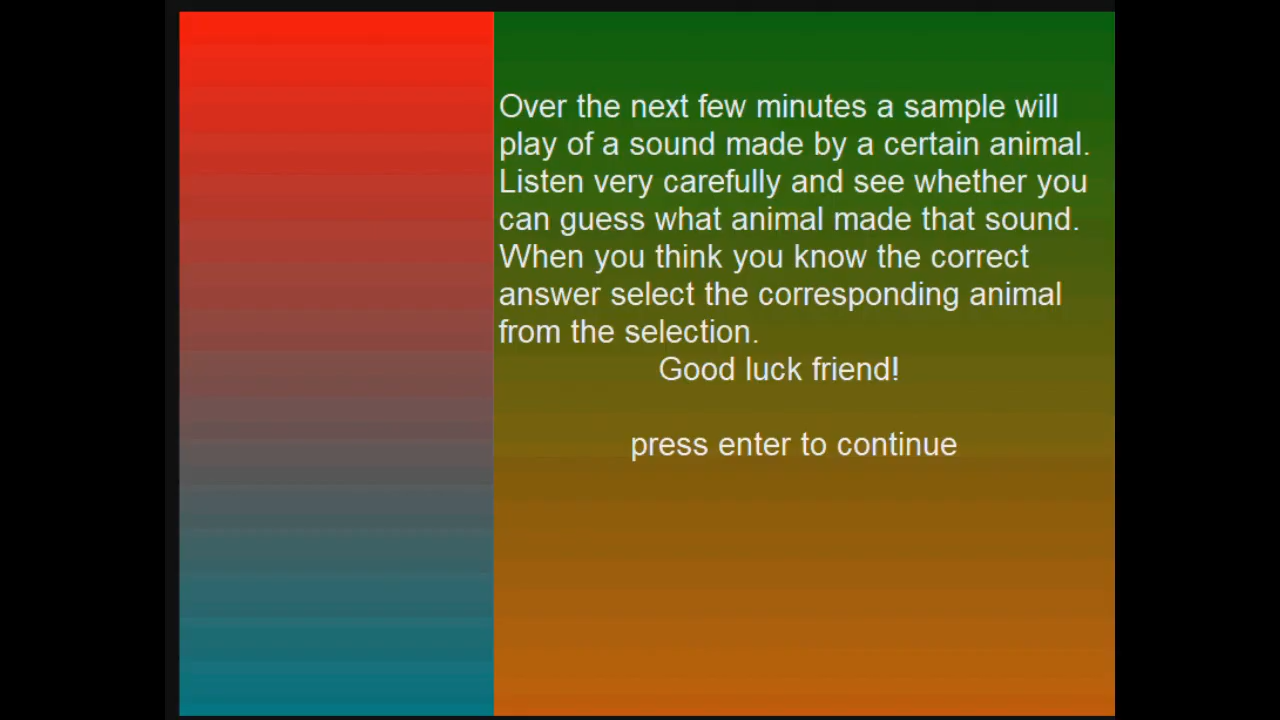 Over the next few minutes a sample will
play of a sound made by a certain animal.
Listen very carefully and see whether you
can guess what animal made that sound.
When you think you know the correct
answer select the corresponding animal
from the selection.
Good luck friend!
press enter to continue